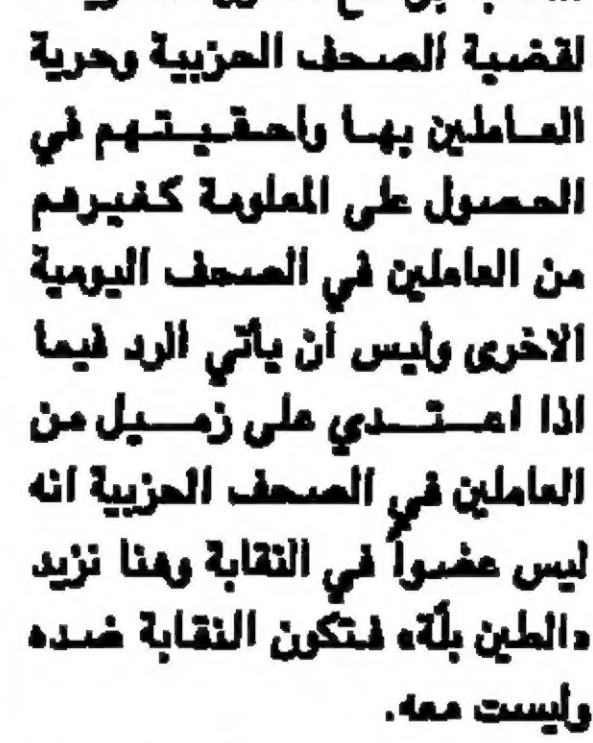 لقضية الصحف الحزبية وحرية
العاملين بها واحقيتهم في
الحصول على المعلومة كغيرهم
من العاملين في الصحف اليومية
الاخرى وليس أن يأتي الرد فيما
اذا اعتدي على زميل من
العاملين في الصحف الحزبية انه
ليس عضواً في النقابة وهنا نزيد
«الطين بلّة» فتكون النقابة ضده
وليست معه.